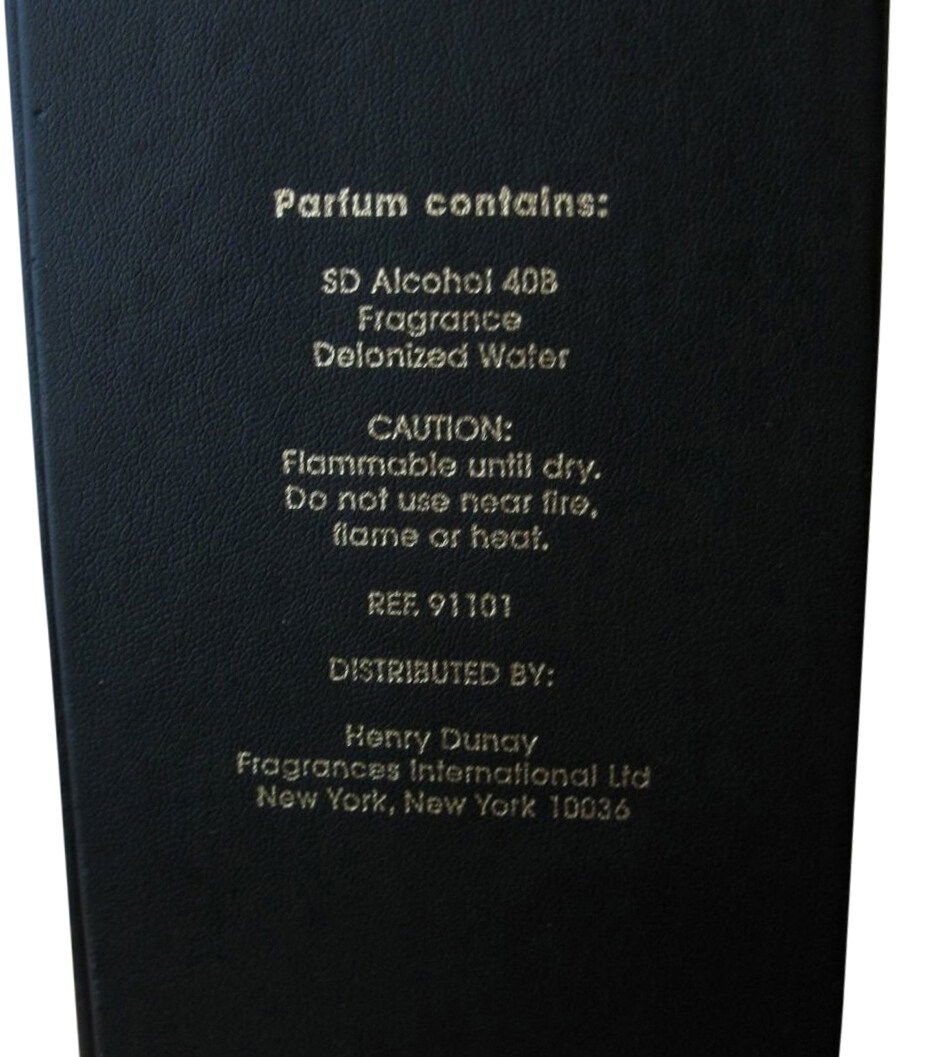 Parfum contains:
SD Alcohol 40B
Fragrance
Deionized Water
CAUTION:
Flammable until dry.
Do not use near fire,
flame or heat.
REF. 91101
DISTRIBUTED BY:
Henry Dunay
Fragrances International Ltd
New York, New York 10036